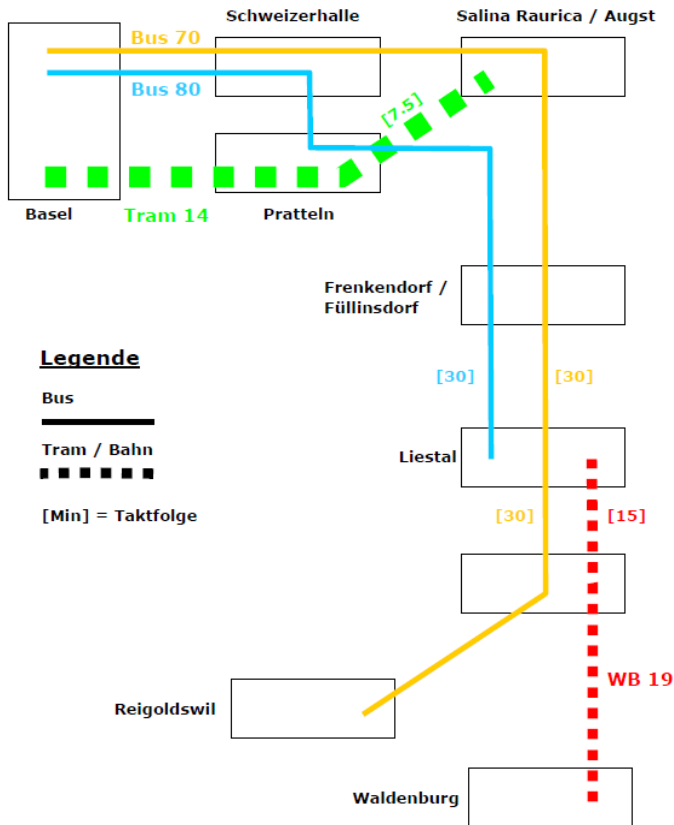 Schweizerhalle
Salina Raurica / Augst
Bus 70
Bus 80
[7.5]
Basel
Tram 14
Pratteln
Frenkendorf /
Füllinsdorf
Legende
Bus
[30]
[30]
Tram / Bahn
Liestal
[Min] = Taktfolge
[30]
[15]
WB 19
Reigoldswil
Waldenburg